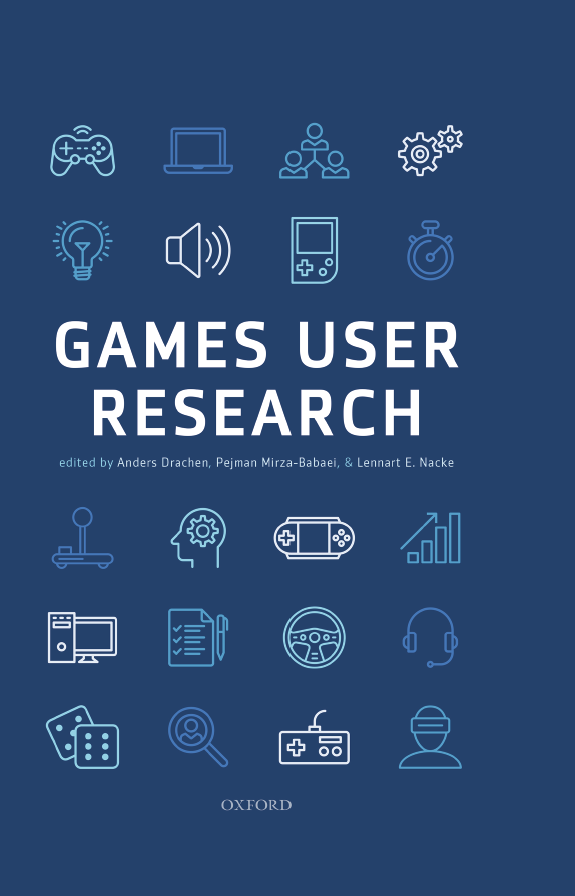 GAMES USER
RESEARCH
edited by Anders Drachen, Pejman Mirza-Babaei, & Lennart E. Nacke
OXFORD